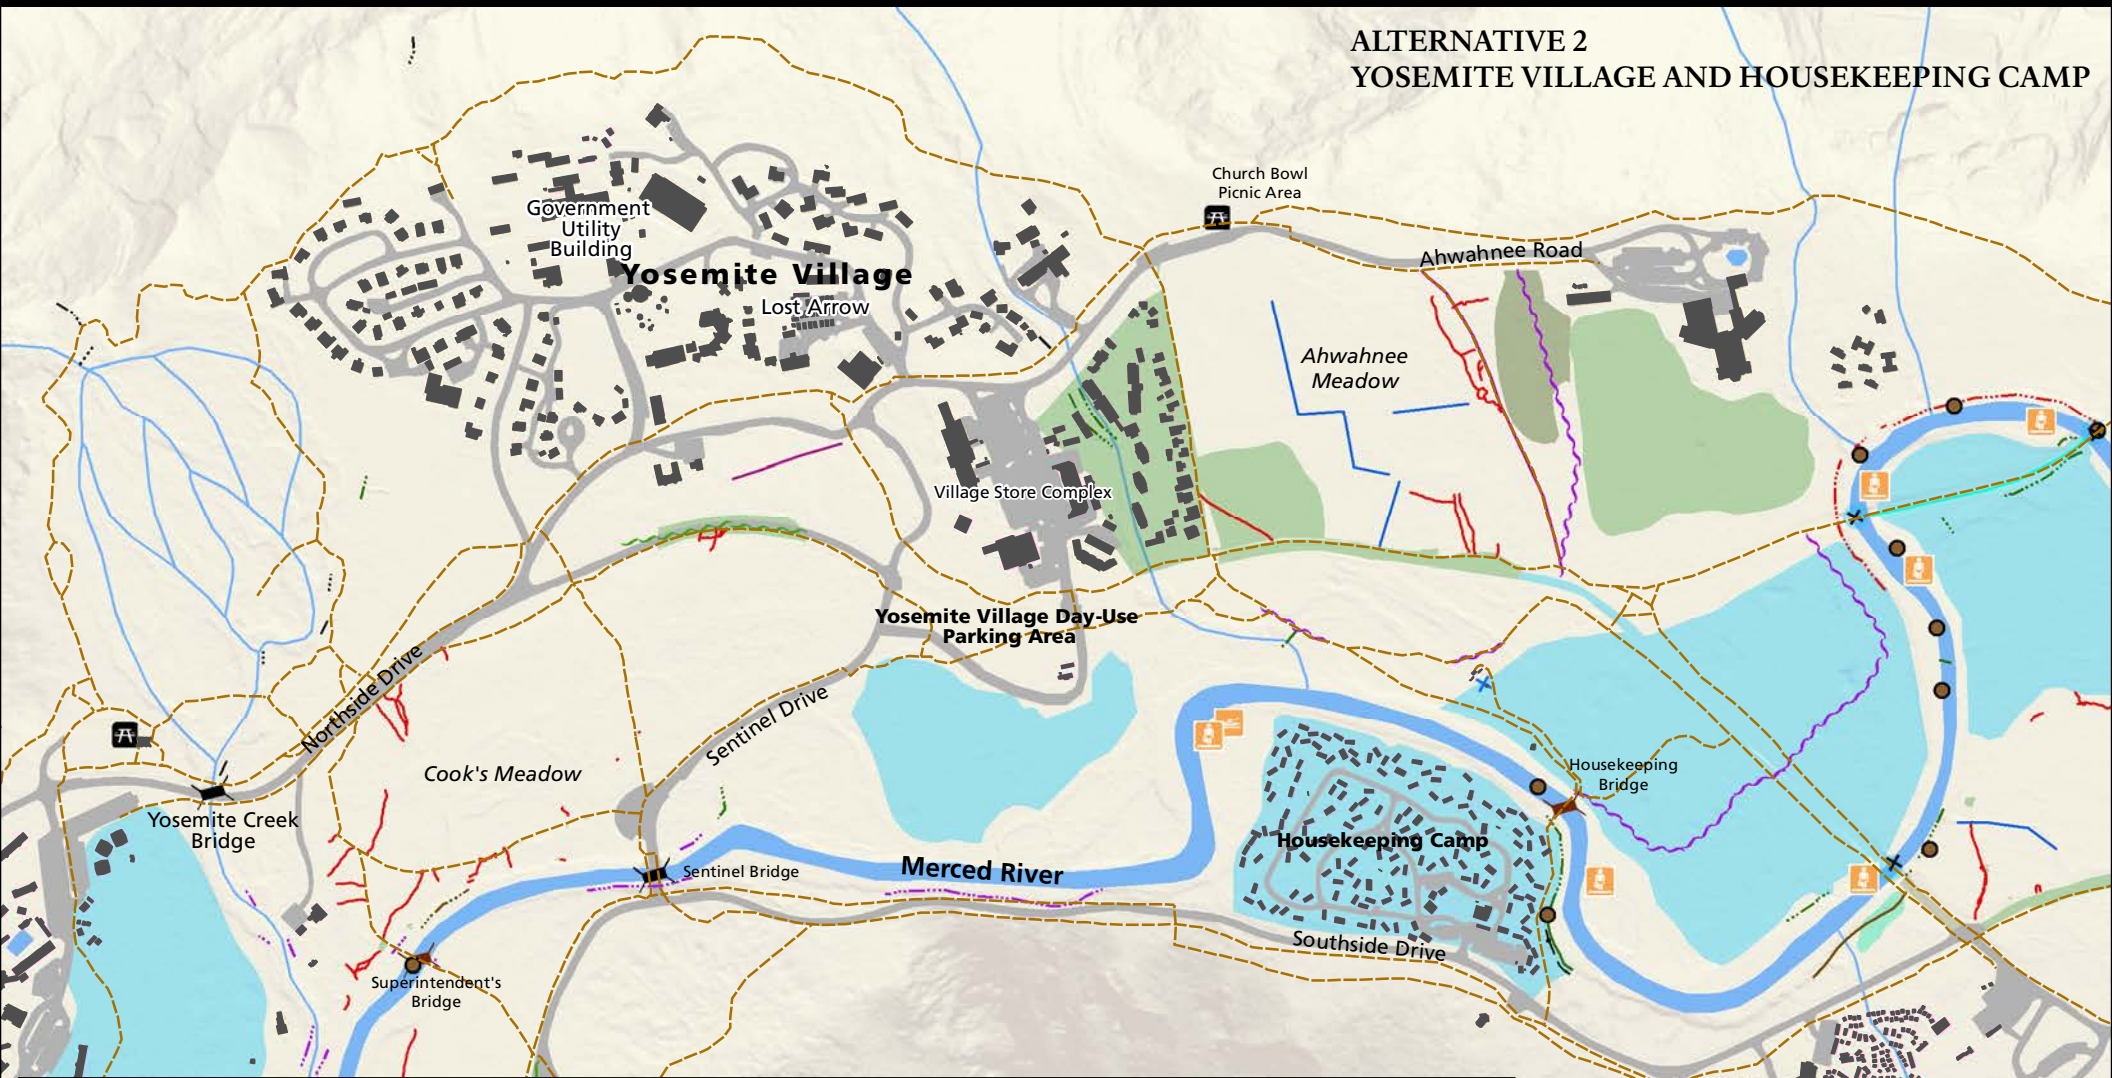 ALTERNATIVE 2
YOSEMITE VILLAGE AND HOUSEKEEPING CAMP
Church Bowl
Picnic Area
Government
Utility
Building
Yosemite Village
Lost Arrow
Ahwahnee Road
Ahwahnee
Meadow
Village Store Complex
Yosemite Village Day-Use
Parking Area
Northside Drive
Sentinel Drive
Cook's Meadow
Housekeeping
Bridge
Yosemite Creek
Bridge
Housekeeping Camp
Sentinel Bridge
Merced River
Southside Drive
Superintendent's
Bridge